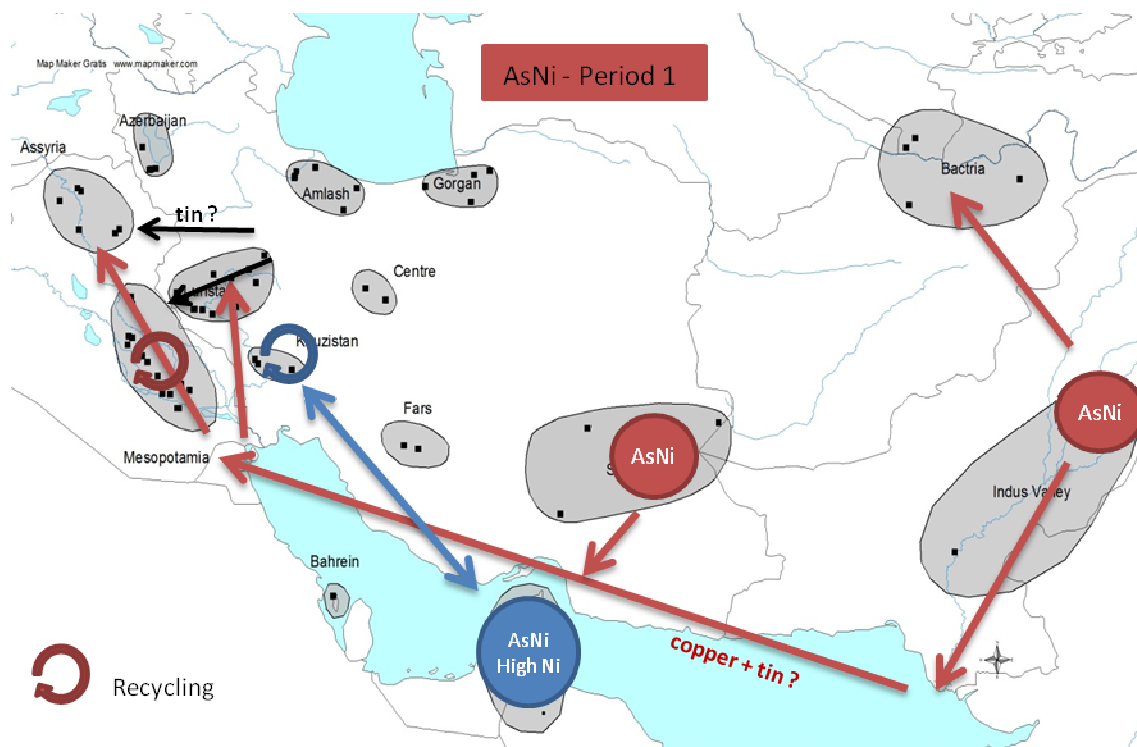 Map Maker Gratis www.mapmaker.com
AsNi - Period 1
Azerbaijan
Assyria
Amlash
Gorgan
Bactria
tin ?
Centre
Fars
AsNi
AsNi
Indus Valley
Mesopotamia
Bahrein
AsNi
High Ni
copper + tin ?
Recycling